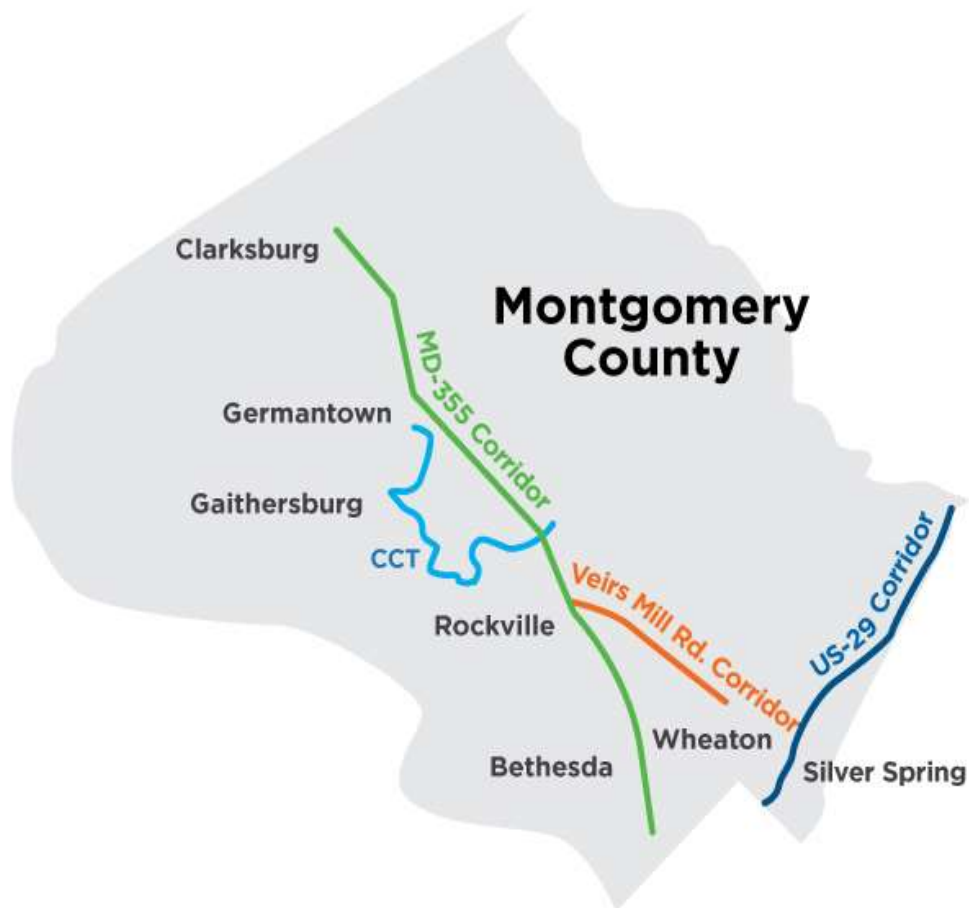 Clarksburg
Montgomery
County
MD-355 Corridor
Germantown
Gaithersburg
CCT
Veirs Mill Rd. Corridor
US-29 Corridor
Rockville
Wheaton
Bethesda
Silver Spring